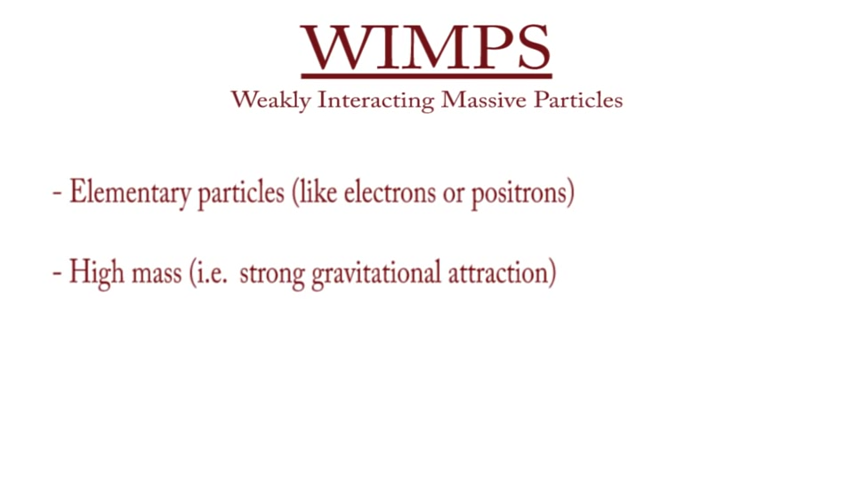 WIMPS
Weakly Interacting Massive Particles
- Elementary particles (like electrons or positrons)
- High mass (i.e. strong gravitational attraction)